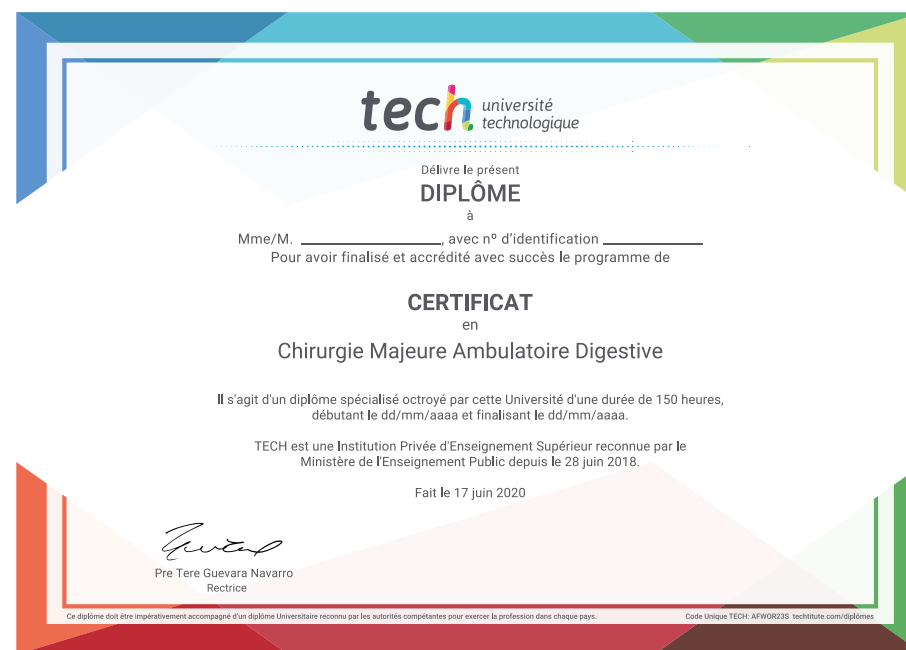 tech université
technologique
Délivre le présent
DIPLÔME
à
Mme/M. ____________________, avec nº d'identification ______________
Pour avoir finalisé et accrédité avec succès le programme de
CERTIFICAT
en
Chirurgie Majeure Ambulatoire Digestive
Il s'agit d'un diplôme spécialisé octroyé par cette Université d'une durée de 150 heures,
débutant le dd/mm/aaaa et finalisant le dd/mm/aaaa.
TECH est une Institution Privée d'Enseignement Supérieur reconnue par le
Ministère de l'Enseignement Public depuis le 28 juin 2018.
Fait le 17 juin 2020
Pre Tere Guevara Navarro
Rectrice
Ce diplôme doit être impérativement accompagné d'un diplôme Universitaire reconnu par les autorités compétantes pour exercer la profession dans chaque pays.
Code Unique TECH: AFWOR23S techtitute.com/diplômes